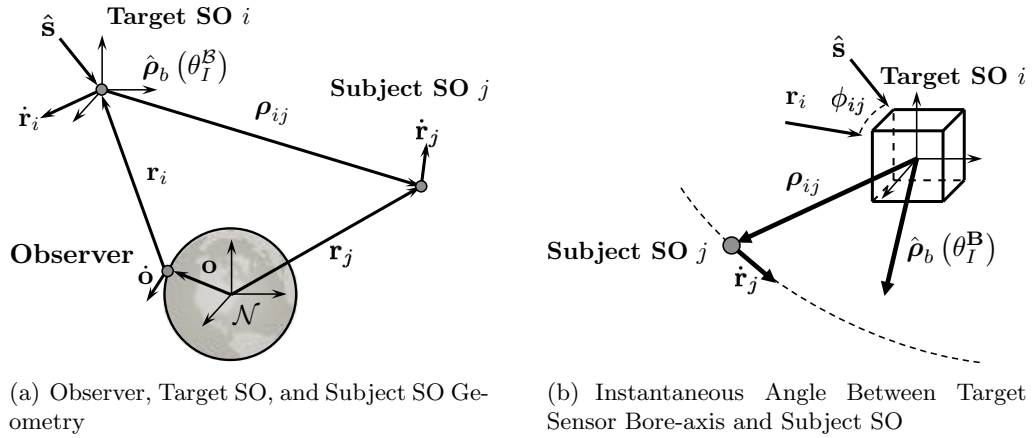 Target SO i
ŝ
ρ̂_b (θ_I^ℬ)
Subject SO j
ṙ_i
ρ_ij
ṙ_j
r_i
Observer
o
r_j
ȯ
𝒩
(a) Observer, Target SO, and Subject SO Ge-
ometry
ŝ
Target SO i
r_i
ϕ_ij
ρ_ij
Subject SO j
ρ̂_b (θ_I^B)
ṙ_j
(b) Instantaneous Angle Between Target
Sensor Bore-axis and Subject SO